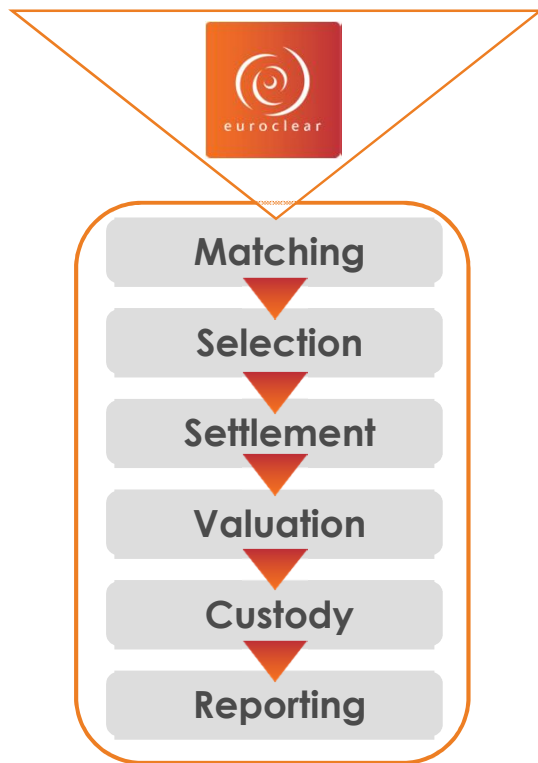 euroclear
Matching
Selection
Settlement
Valuation
Custody
Reporting